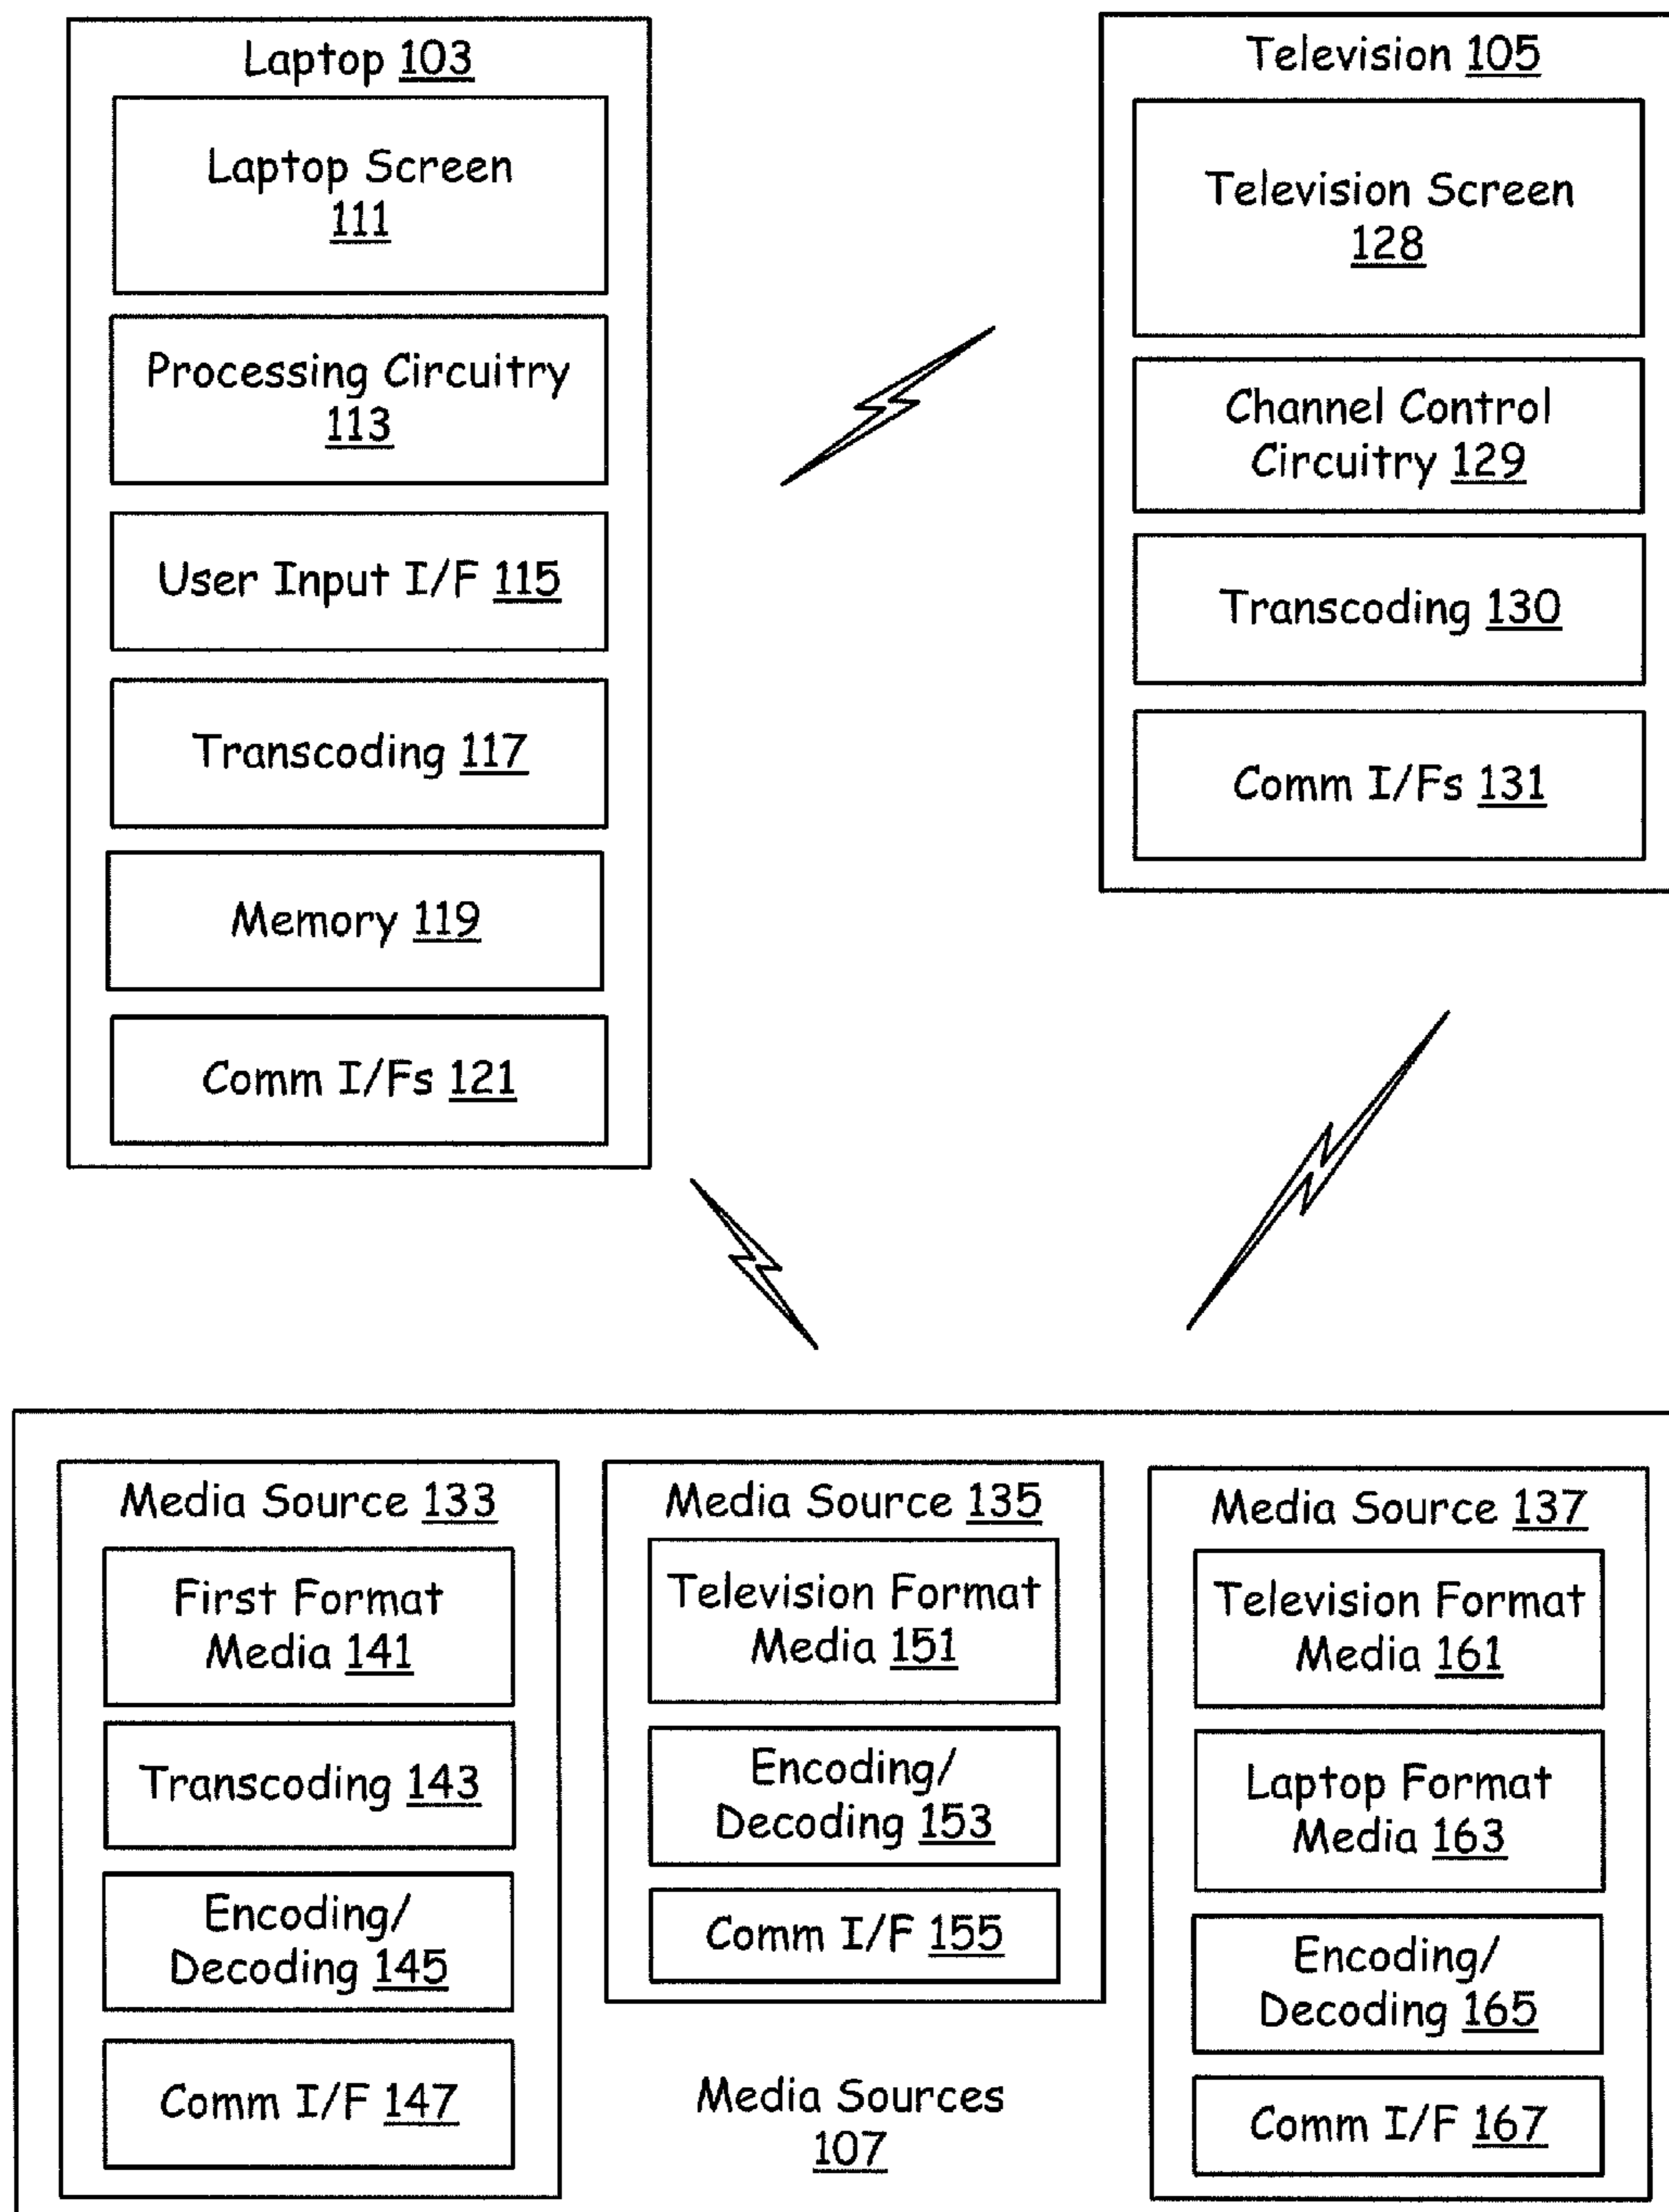 Laptop 103
Laptop Screen
111
Processing Circuitry
113
User Input I/F 115
Transcoding 117
Memory 119
Comm I/Fs 121
Television 105
Television Screen
128
Channel Control
Circuitry 129
Transcoding 130
Comm I/Fs 131
Media Source 133
First Format
Media 141
Transcoding 143
Encoding/
Decoding 145
Comm I/F 147
Media Source 135
Television Format
Media 151
Encoding/
Decoding 153
Comm I/F 155
Media Sources
107
Media Source 137
Television Format
Media 161
Laptop Format
Media 163
Encoding/
Decoding 165
Comm I/F 167